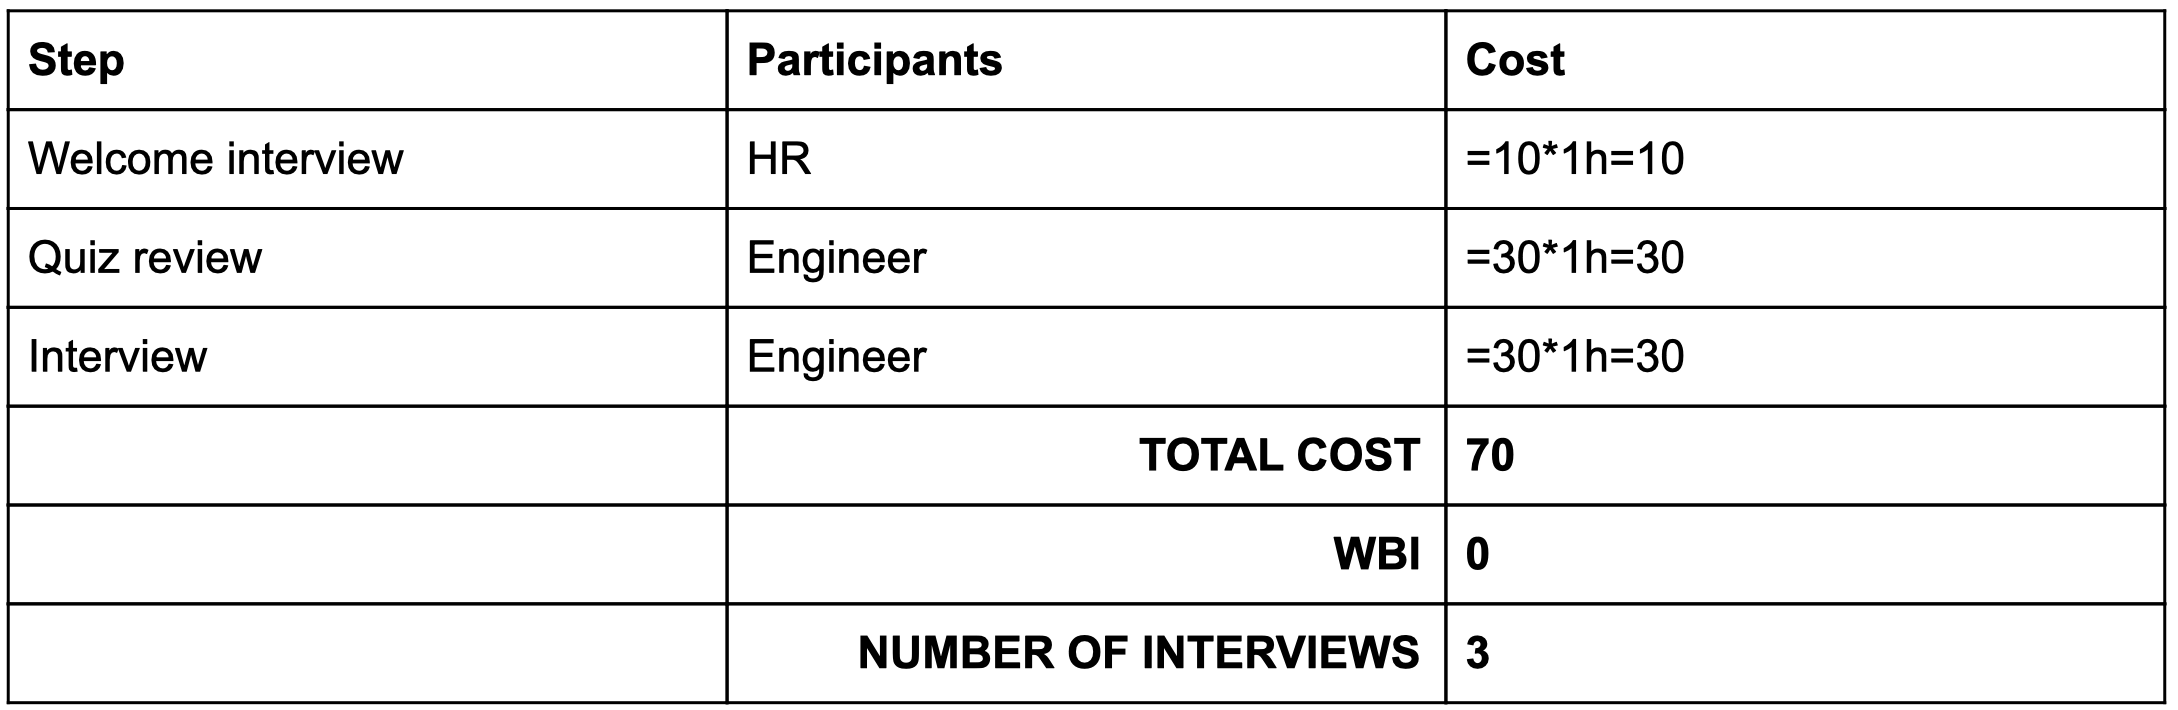 Step Participants Cost
Welcome interview HR =10*1h=10
Quiz review Engineer =30*1h=30
Interview Engineer =30*1h=30
TOTAL COST 70
WBI 0
NUMBER OF INTERVIEWS 3